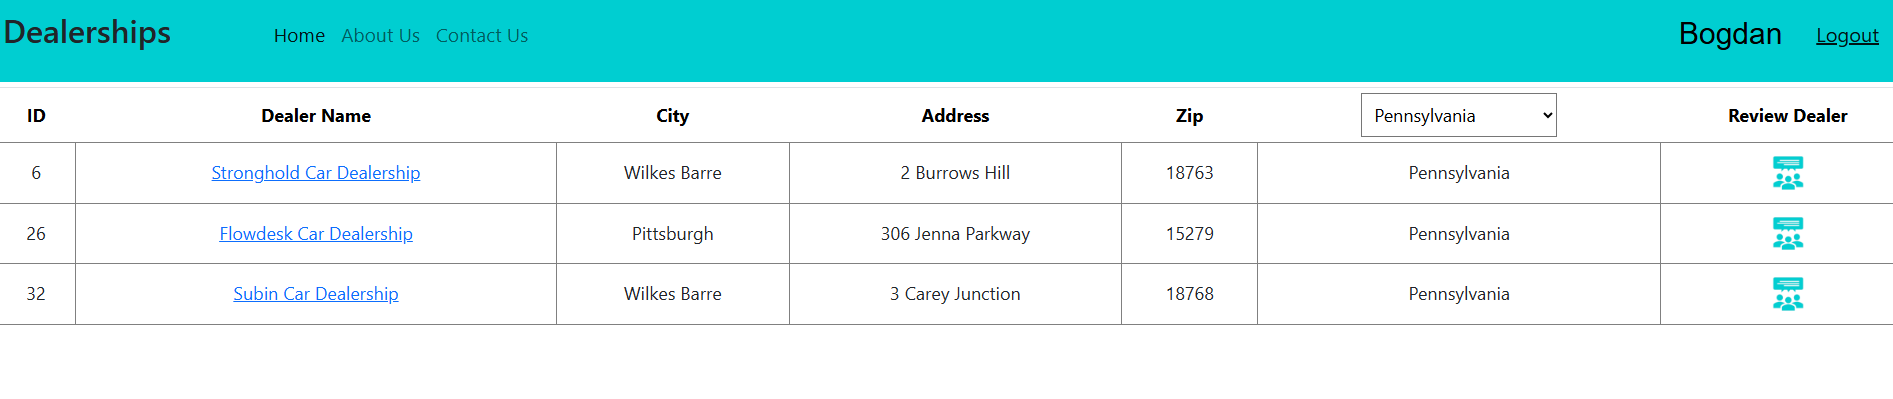 Dealerships Home About Us Contact Us Bogdan Logout
ID Dealer Name City Address Zip Pennsylvania Review Dealer
6 Stronghold Car Dealership Wilkes Barre 2 Burrows Hill 18763 Pennsylvania
26 Flowdesk Car Dealership Pittsburgh 306 Jenna Parkway 15279 Pennsylvania
32 Subin Car Dealership Wilkes Barre 3 Carey Junction 18768 Pennsylvania